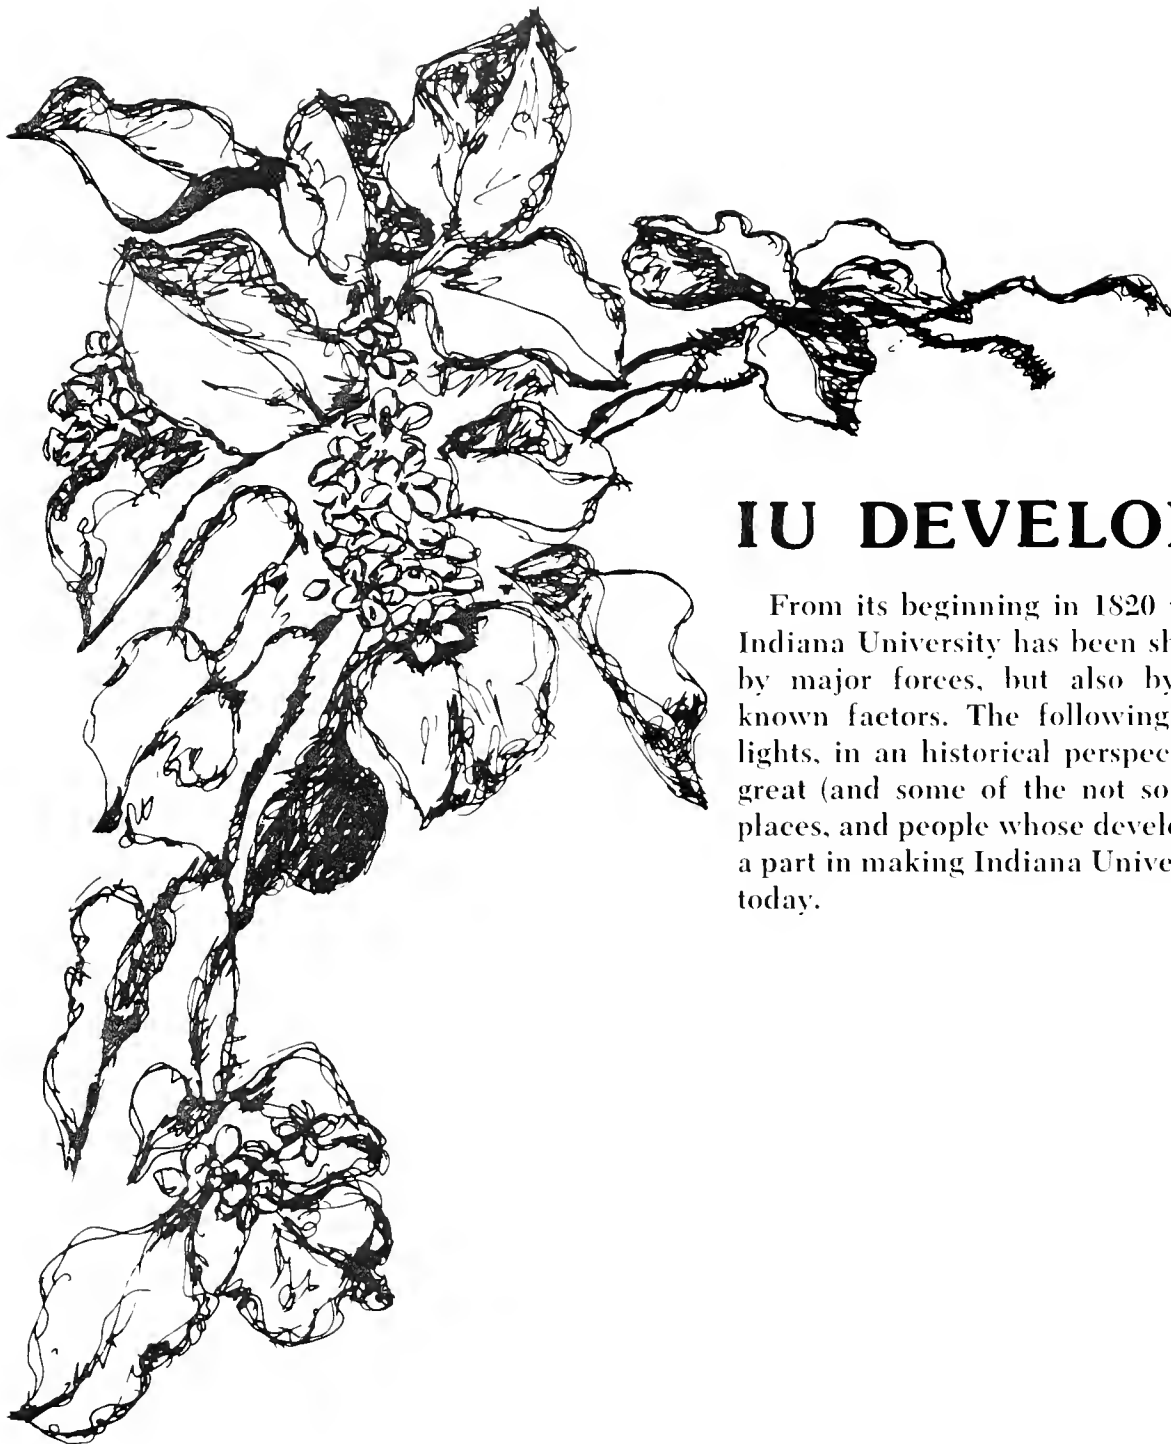 IU DEVELO
From its beginning in 1820
Indiana University has been sh
by major forces, but also by
known factors. The following
lights, in an historical perspec
great (and some of the not so
places, and people whose develo
a part in making Indiana Unive
today.